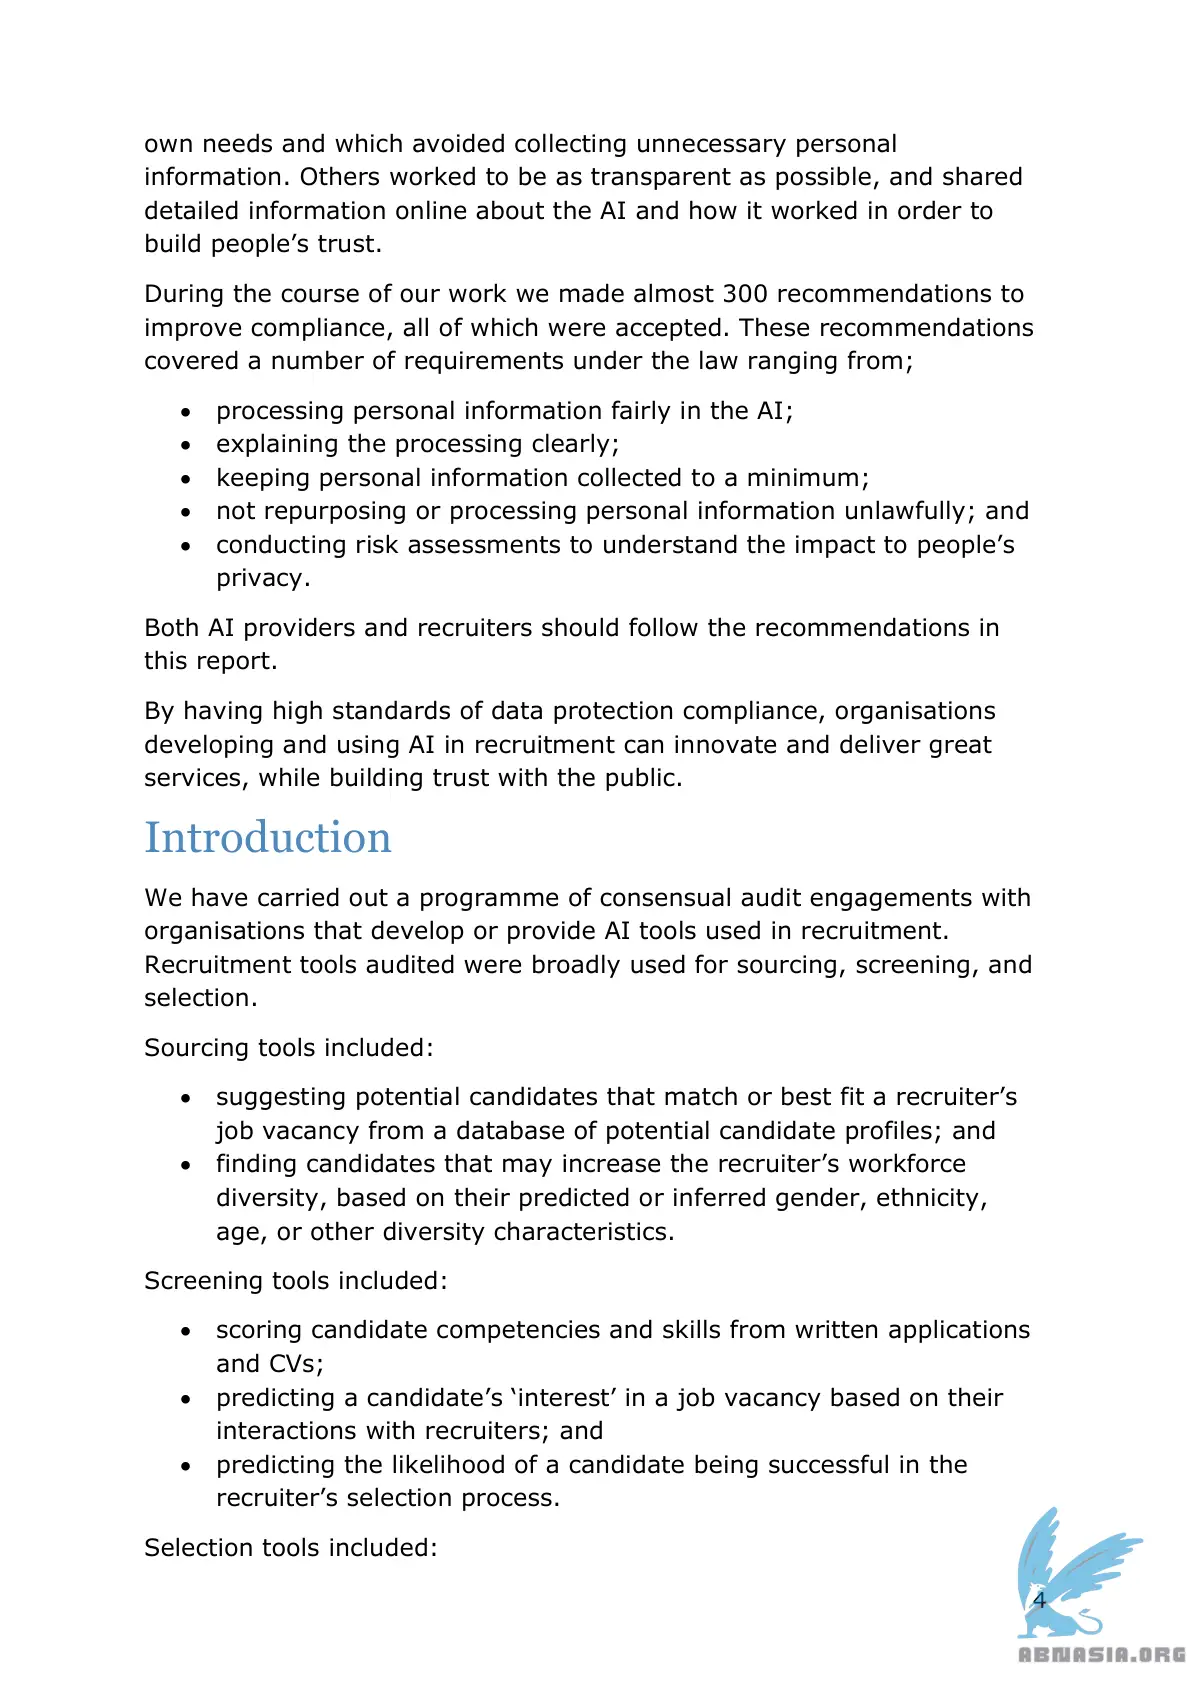 own needs and which avoided collecting unnecessary personal
information. Others worked to be as transparent as possible, and shared
detailed information online about the AI and how it worked in order to
build people’s trust.
During the course of our work we made almost 300 recommendations to
improve compliance, all of which were accepted. These recommendations
covered a number of requirements under the law ranging from;
• processing personal information fairly in the AI;
• explaining the processing clearly;
• keeping personal information collected to a minimum;
• not repurposing or processing personal information unlawfully; and
• conducting risk assessments to understand the impact to people’s
privacy.
Both AI providers and recruiters should follow the recommendations in
this report.
By having high standards of data protection compliance, organisations
developing and using AI in recruitment can innovate and deliver great
services, while building trust with the public.
Introduction
We have carried out a programme of consensual audit engagements with
organisations that develop or provide AI tools used in recruitment.
Recruitment tools audited were broadly used for sourcing, screening, and
selection.
Sourcing tools included:
• suggesting potential candidates that match or best fit a recruiter’s
job vacancy from a database of potential candidate profiles; and
• finding candidates that may increase the recruiter’s workforce
diversity, based on their predicted or inferred gender, ethnicity,
age, or other diversity characteristics.
Screening tools included:
• scoring candidate competencies and skills from written applications
and CVs;
• predicting a candidate’s ‘interest’ in a job vacancy based on their
interactions with recruiters; and
• predicting the likelihood of a candidate being successful in the
recruiter’s selection process.
Selection tools included:
4
ABNASIA.ORG